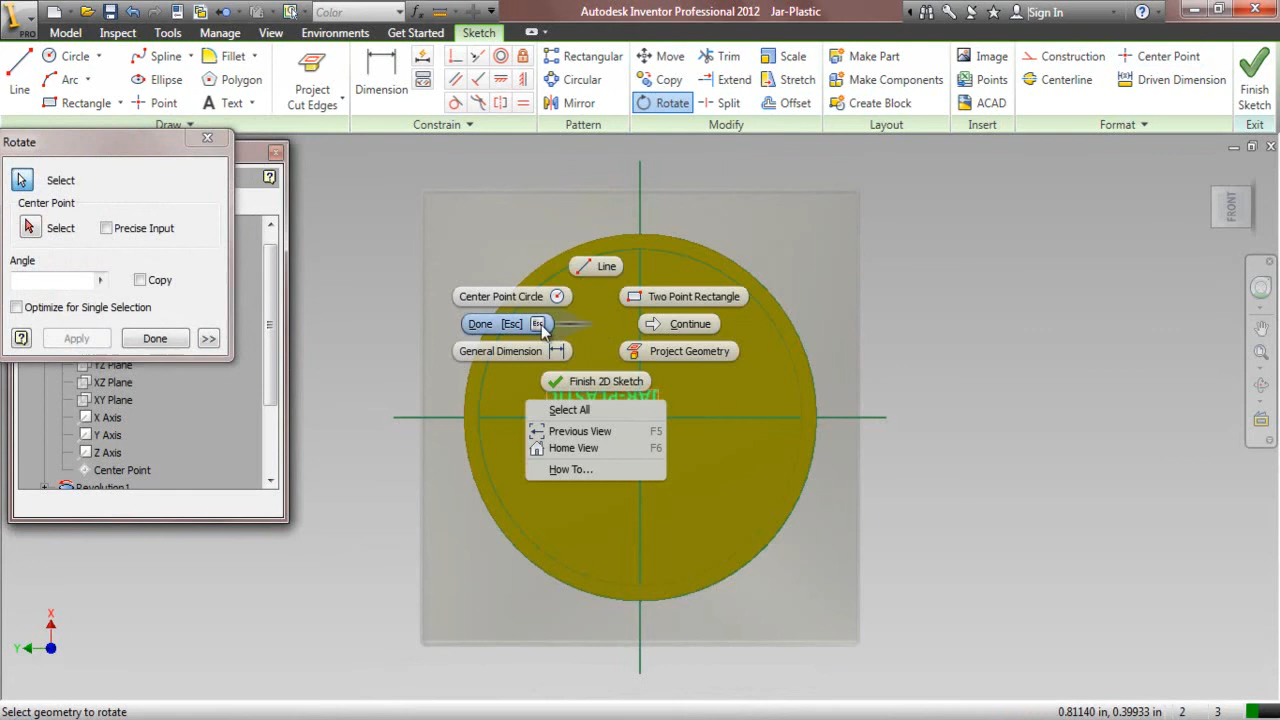 Color
Autodesk Inventor Professional 2012 Jar-Plastic
Sign In
PRO
Model Inspect Tools Manage View Environments Get Started Sketch
Line
Circle Spline Fillet
Arc Ellipse Polygon
Rectangle Point Text
Project
Cut Edges
Dimension
Rectangular
Circular
Mirror
Move Trim Scale
Copy Extend Stretch
Rotate Split Offset
Make Part
Make Components
Create Block
Image
Points
ACAD
Construction Center Point
Centerline Driven Dimension
Finish
Sketch
Draw Constrain Pattern Modify Layout Insert Format Exit
Rotate
Select
Center Point
Select Precise Input
Angle
Copy
Optimize for Single Selection
Apply Done >>
YZ Plane
XZ Plane
XY Plane
X Axis
Y Axis
Z Axis
Center Point
Revolution1
FRONT
Line
Center Point Circle Two Point Rectangle
Done [Esc] Esc Continue
General Dimension Project Geometry
Finish 2D Sketch
JAR-PLASTIC
Select All
Previous View F5
Home View F6
How To...
X
Y
Select geometry to rotate 0.81140 in, 0.39933 in 2 3